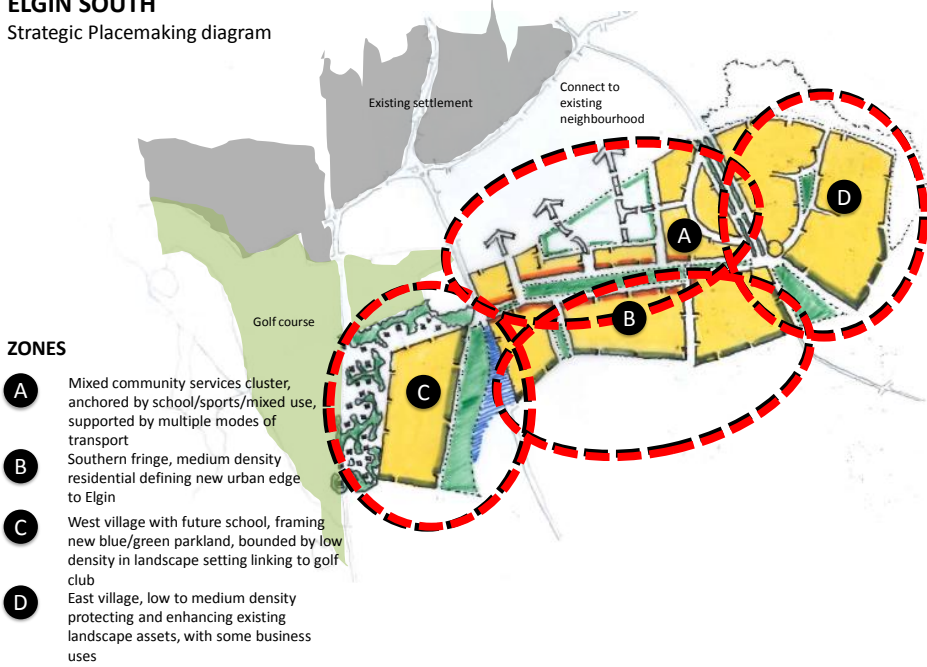 ELGIN SOUTH
Strategic Placemaking diagram
Existing settlement
Connect to
existing
neighbourhood
D
A
B
Golf course
C
ZONES
A
Mixed community services cluster,
anchored by school/sports/mixed use,
supported by multiple modes of
transport
B
Southern fringe, medium density
residential defining new urban edge
to Elgin
C
West village with future school, framing
new blue/green parkland, bounded by low
density in landscape setting linking to golf
club
D
East village, low to medium density
protecting and enhancing existing
landscape assets, with some business
uses